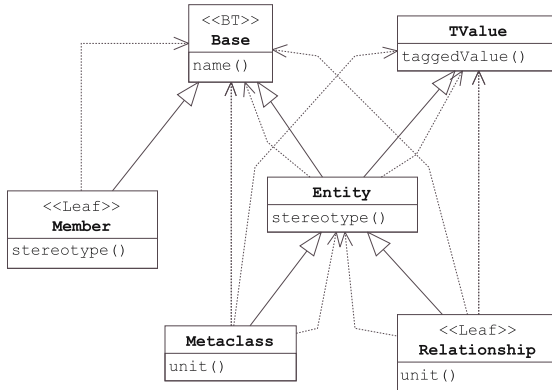 <<BT>>
Base
name()
TValue
taggedValue()
<<Leaf>>
Member
stereotype()
Entity
stereotype()
Metaclass
unit()
<<Leaf>>
Relationship
unit()